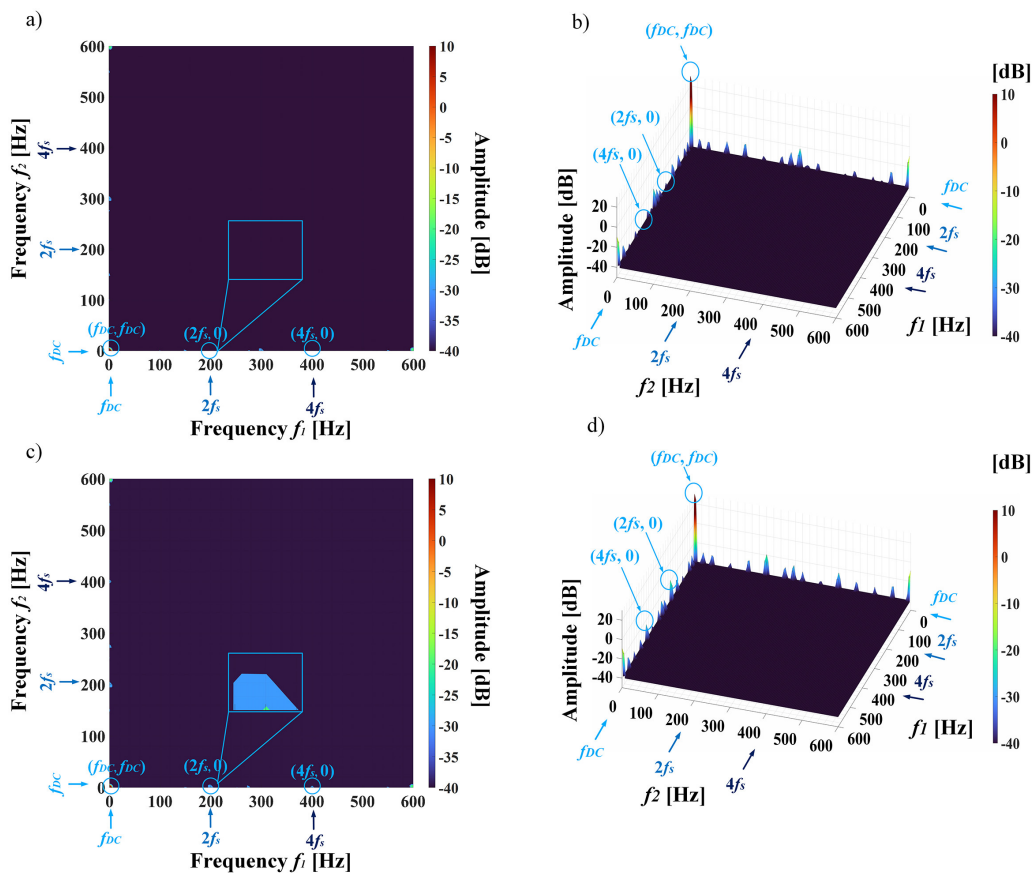 a)
600
500
400
300
200
100
0
Frequency f2 [Hz]
4fs
2fs
fDC
(fDC, fDC)
(2fs, 0)
(4fs, 0)
0
100
200
300
400
500
600
fDC
2fs
4fs
Frequency f1 [Hz]
10
5
0
-5
-10
-15
-20
-25
-30
-35
-40
Amplitude [dB]
b)
(fDC, fDC)
(2fs, 0)
(4fs, 0)
[dB]
10
0
-10
-20
-30
-40
Amplitude [dB]
20
0
-20
-40
0
100
200
300
400
500
600
fDC
2fs
4fs
f2 [Hz]
0
100
200
300
400
500
600
fDC
2fs
4fs
f1 [Hz]
c)
600
500
400
300
200
100
0
Frequency f2 [Hz]
4fs
2fs
fDC
(fDC, fDC)
(2fs, 0)
(4fs, 0)
0
100
200
300
400
500
600
fDC
2fs
4fs
Frequency f1 [Hz]
10
5
0
-5
-10
-15
-20
-25
-30
-35
-40
Amplitude [dB]
d)
(fDC, fDC)
(2fs, 0)
(4fs, 0)
[dB]
10
0
-10
-20
-30
-40
Amplitude [dB]
20
0
-20
-40
0
100
200
300
400
500
600
fDC
2fs
4fs
f2 [Hz]
0
100
200
300
400
500
600
fDC
2fs
4fs
f1 [Hz]